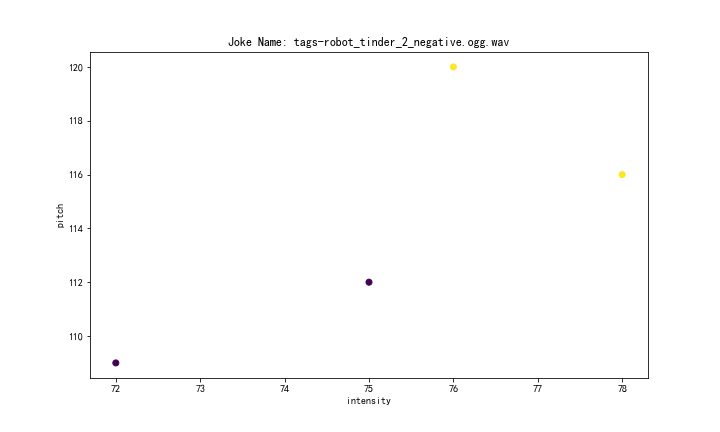 Joke Name: tags-robot_tinder_2_negative.ogg.wav
120
118
116
114
112
110
pitch
72 73 74 75 76 77 78
intensity